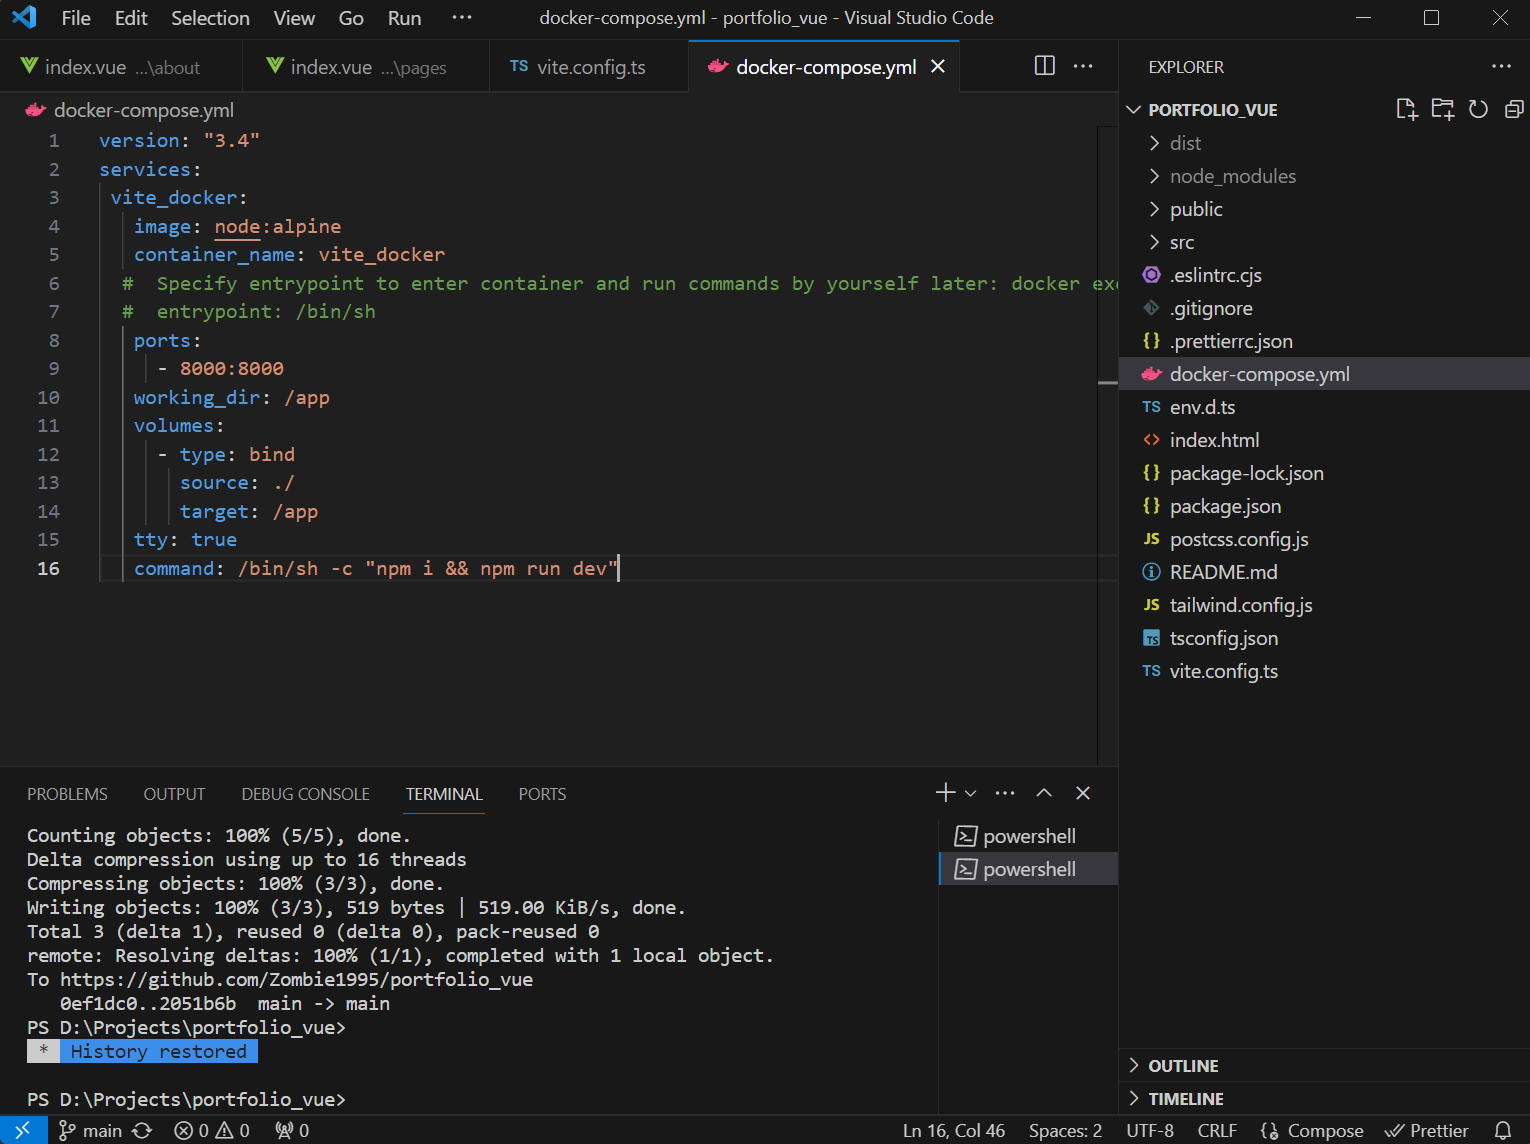 File Edit Selection View Go Run ··· docker-compose.yml - portfolio_vue - Visual Studio Code
index.vue ...\about index.vue ...\pages TS vite.config.ts docker-compose.yml
docker-compose.yml
1 version: "3.4"
2 services:
3 vite_docker:
4 image: node:alpine
5 container_name: vite_docker
6 # Specify entrypoint to enter container and run commands by yourself later: docker exe
7 # entrypoint: /bin/sh
8 ports:
9 - 8000:8000
10 working_dir: /app
11 volumes:
12 - type: bind
13 source: ./
14 target: /app
15 tty: true
16 command: /bin/sh -c "npm i && npm run dev"
EXPLORER
PORTFOLIO_VUE
dist
node_modules
public
src
.eslintrc.cjs
.gitignore
{} .prettierrc.json
docker-compose.yml
TS env.d.ts
<> index.html
{} package-lock.json
{} package.json
JS postcss.config.js
README.md
JS tailwind.config.js
TS tsconfig.json
TS vite.config.ts
OUTLINE
TIMELINE
PROBLEMS OUTPUT DEBUG CONSOLE TERMINAL PORTS
powershell
powershell
Counting objects: 100% (5/5), done.
Delta compression using up to 16 threads
Compressing objects: 100% (3/3), done.
Writing objects: 100% (3/3), 519 bytes | 519.00 KiB/s, done.
Total 3 (delta 1), reused 0 (delta 0), pack-reused 0
remote: Resolving deltas: 100% (1/1), completed with 1 local object.
To https://github.com/Zombie1995/portfolio_vue
0ef1dc0..2051b6b main -> main
PS D:\Projects\portfolio_vue>
* History restored
PS D:\Projects\portfolio_vue>
main 0 0 0 Ln 16, Col 46 Spaces: 2 UTF-8 CRLF Compose Prettier